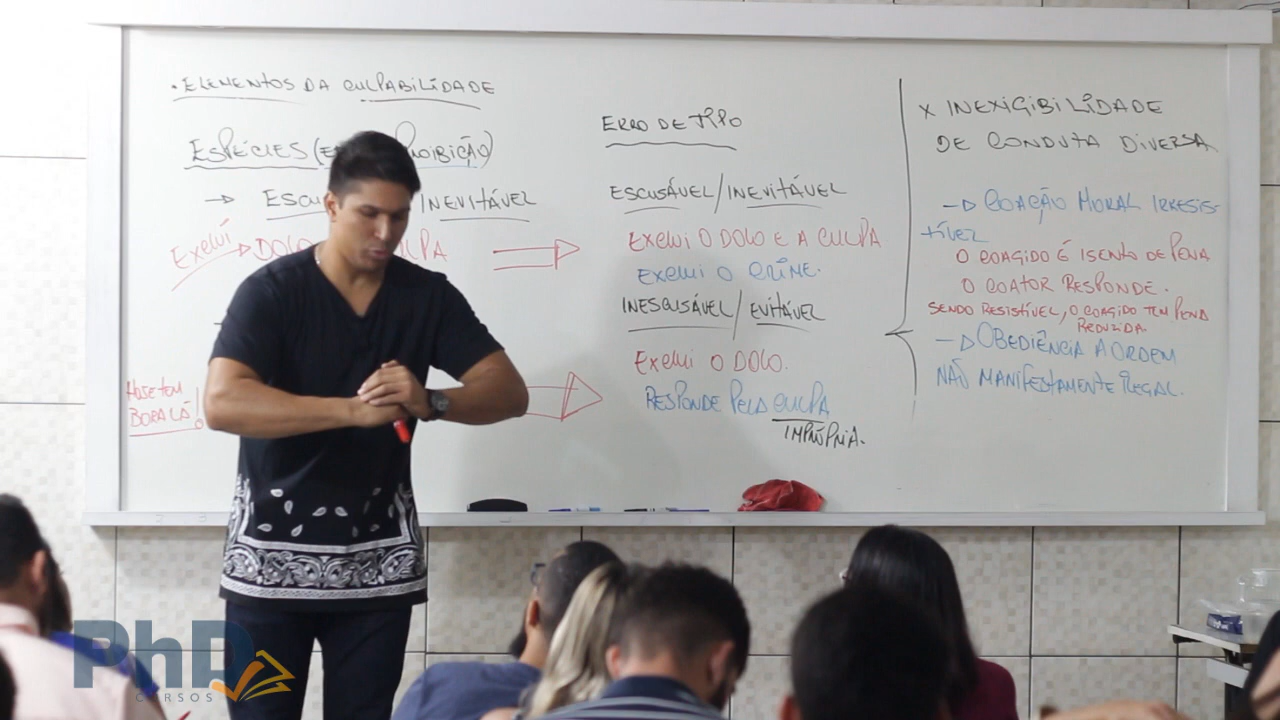 . ELEMENTOS DA CULPABILIDADE
ESPÉCIES (E
OIBIÇÃO)
→ ESCU
/INEVITÁVEL
EXCLUI → DOLO
PA
HOJE TEM
BORA LÁ!
ERRO DE TIPO
ESCUSÁVEL/INEVITÁVEL
EXCLUI O DOLO E A CULPA.
EXCLUI O CRIME.
INESCUSÁVEL/EVITÁVEL
EXCLUI O DOLO.
RESPONDE PELA CULPA
IMPRÓPRIA.
X INEXIGIBILIDADE
DE CONDUTA DIVERSA
→ COAÇÃO MORAL IRRESIS-
TÍVEL
O COAGIDO É ISENTO DE PENA
O COATOR RESPONDE.
SENDO RESISTÍVEL, O COAGIDO TEM PENA
REDUZIDA.
→ OBEDIÊNCIA A ORDEM
NÃO MANIFESTAMENTE ILEGAL.
PhD
CURSOS